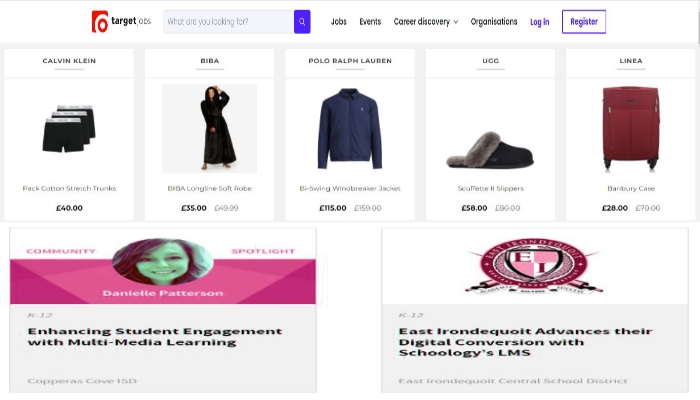 targetjobs
What are you looking for?
Jobs
Events
Career discovery
Organisations
Log in
Register
CALVIN KLEIN
BIBA
POLO RALPH LAUREN
UGG
LINEA
Pack Cotton Stretch Trunks
BIBA Longline Soft Robe
Bi-Swing Windbreaker Jacket
Scuffette II Slippers
Banbury Case
£40.00
£35.00 £49.99
£115.00 £159.00
£58.00 £80.00
£28.00 £70.00
COMMUNITY SPOTLIGHT
Danielle Patterson
EAST IRONDEQUOIT
E I
K-12
Enhancing Student Engagement
with Multi-Media Learning
Copperas Cove ISD
K-12
East Irondequoit Advances their
Digital Conversion with
Schoology's LMS
East Irondequoit Central School District